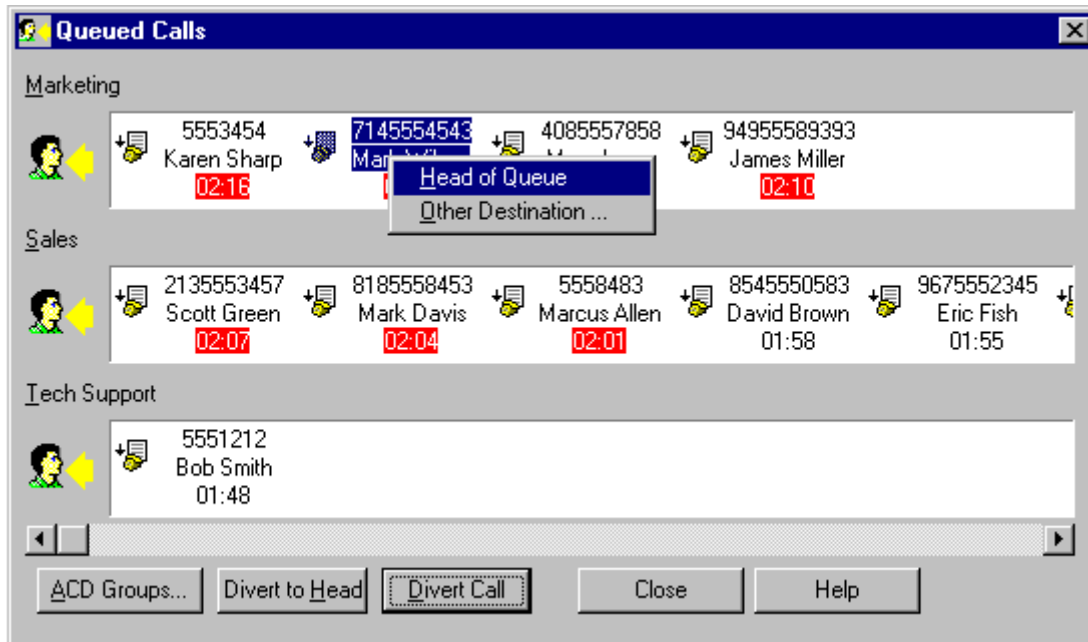 Queued Calls
Marketing
5553454 7145554543 4085557858 94955589393
Karen Sharp Mark James Miller
02:16 02:10
Head of Queue
Other Destination ...
Sales
2135553457 8185558453 5558483 8545550583 9675552345
Scott Green Mark Davis Marcus Allen David Brown Eric Fish
02:07 02:04 02:01 01:58 01:55
Tech Support
5551212
Bob Smith
01:48
ACD Groups... Divert to Head Divert Call Close Help